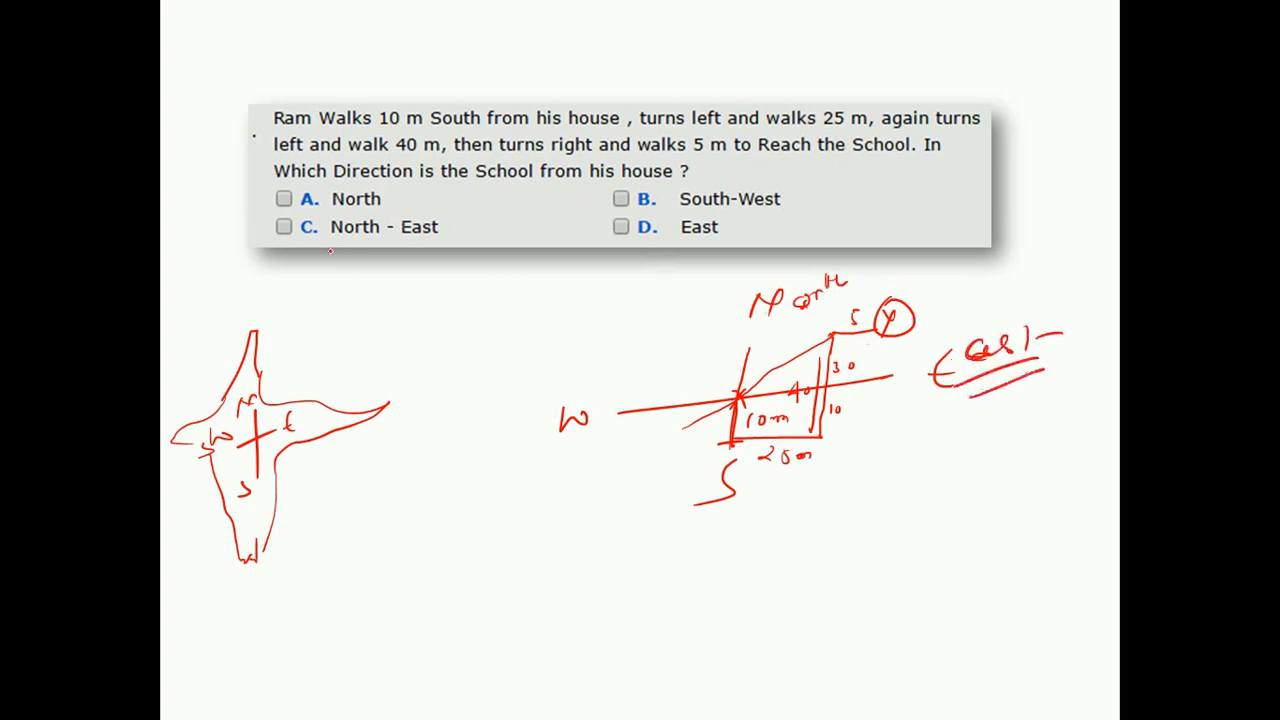 Ram Walks 10 m South from his house , turns left and walks 25 m, again turns
. left and walk 40 m, then turns right and walks 5 m to Reach the School. In
Which Direction is the School from his house ?
A. North
B. South-West
C. North - East
D. East
North
5
East
30
40
10m
10
W
25m
S
N
E
W
S